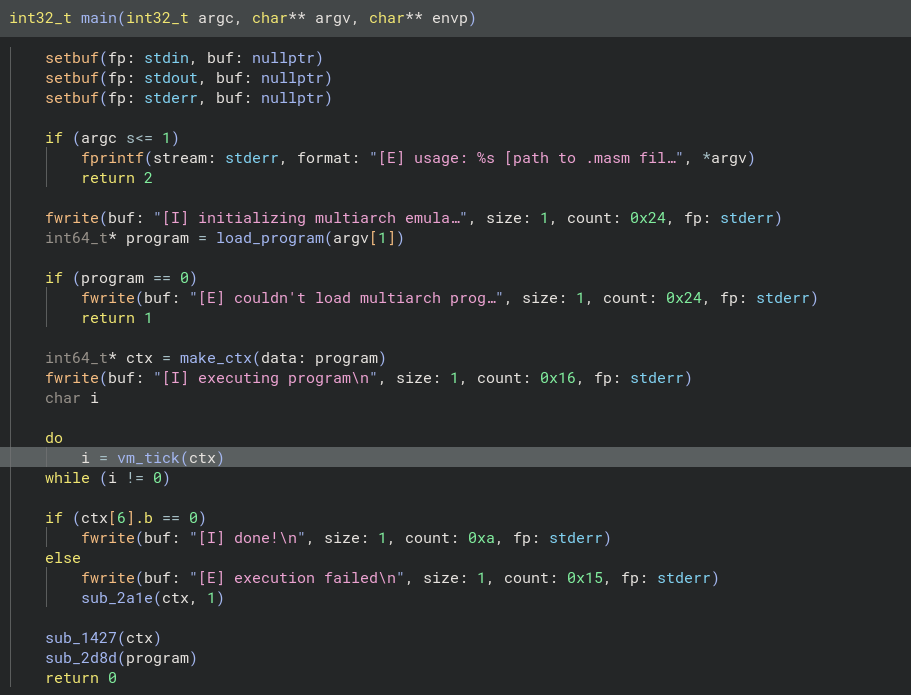 int32_t main(int32_t argc, char** argv, char** envp)
setbuf(fp: stdin, buf: nullptr)
setbuf(fp: stdout, buf: nullptr)
setbuf(fp: stderr, buf: nullptr)
if (argc s<= 1)
fprintf(stream: stderr, format: "[E] usage: %s [path to .masm fil…", *argv)
return 2
fwrite(buf: "[I] initializing multiarch emula…", size: 1, count: 0x24, fp: stderr)
int64_t* program = load_program(argv[1])
if (program == 0)
fwrite(buf: "[E] couldn't load multiarch prog…", size: 1, count: 0x24, fp: stderr)
return 1
int64_t* ctx = make_ctx(data: program)
fwrite(buf: "[I] executing program\n", size: 1, count: 0x16, fp: stderr)
char i
do
i = vm_tick(ctx)
while (i != 0)
if (ctx[6].b == 0)
fwrite(buf: "[I] done!\n", size: 1, count: 0xa, fp: stderr)
else
fwrite(buf: "[E] execution failed\n", size: 1, count: 0x15, fp: stderr)
sub_2a1e(ctx, 1)
sub_1427(ctx)
sub_2d8d(program)
return 0